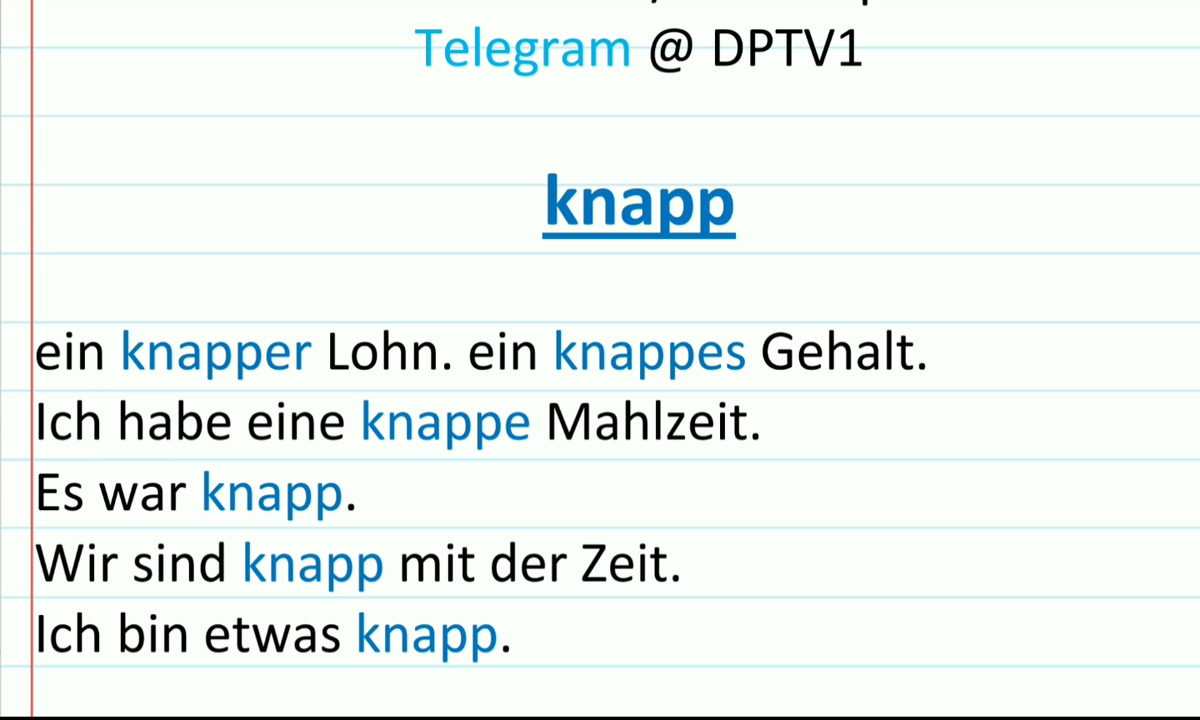 Telegram @ DPTV1
knapp
ein knapper Lohn. ein knappes Gehalt.
Ich habe eine knappe Mahlzeit.
Es war knapp.
Wir sind knapp mit der Zeit.
Ich bin etwas knapp.